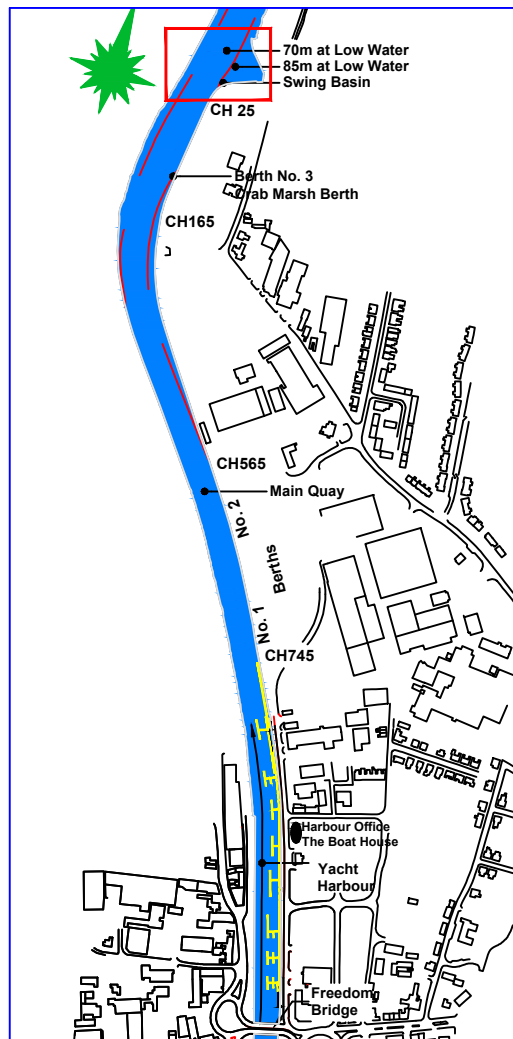 70m at Low Water
85m at Low Water
Swing Basin
CH 25
Berth No. 3
Crab Marsh Berth
CH165
CH565
Main Quay
No. 2
Berths
No. 1
CH745
Harbour Office
The Boat House
Yacht
Harbour
Freedom
Bridge